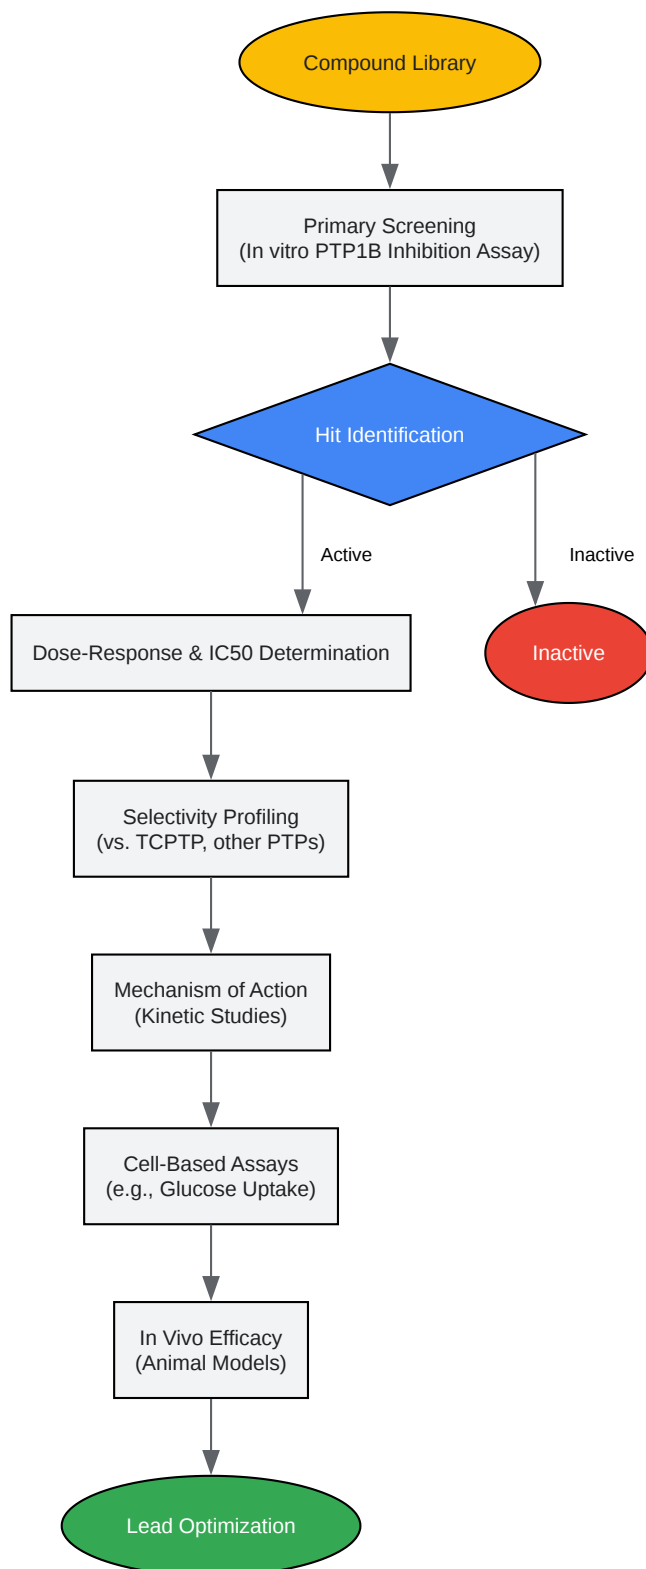 Compound Library
Primary Screening
(In vitro PTP1B Inhibition Assay)
Hit Identification
Active
Inactive
Dose-Response & IC50 Determination
Inactive
Selectivity Profiling
(vs. TCPTP, other PTPs)
Mechanism of Action
(Kinetic Studies)
Cell-Based Assays
(e.g., Glucose Uptake)
In Vivo Efficacy
(Animal Models)
Lead Optimization